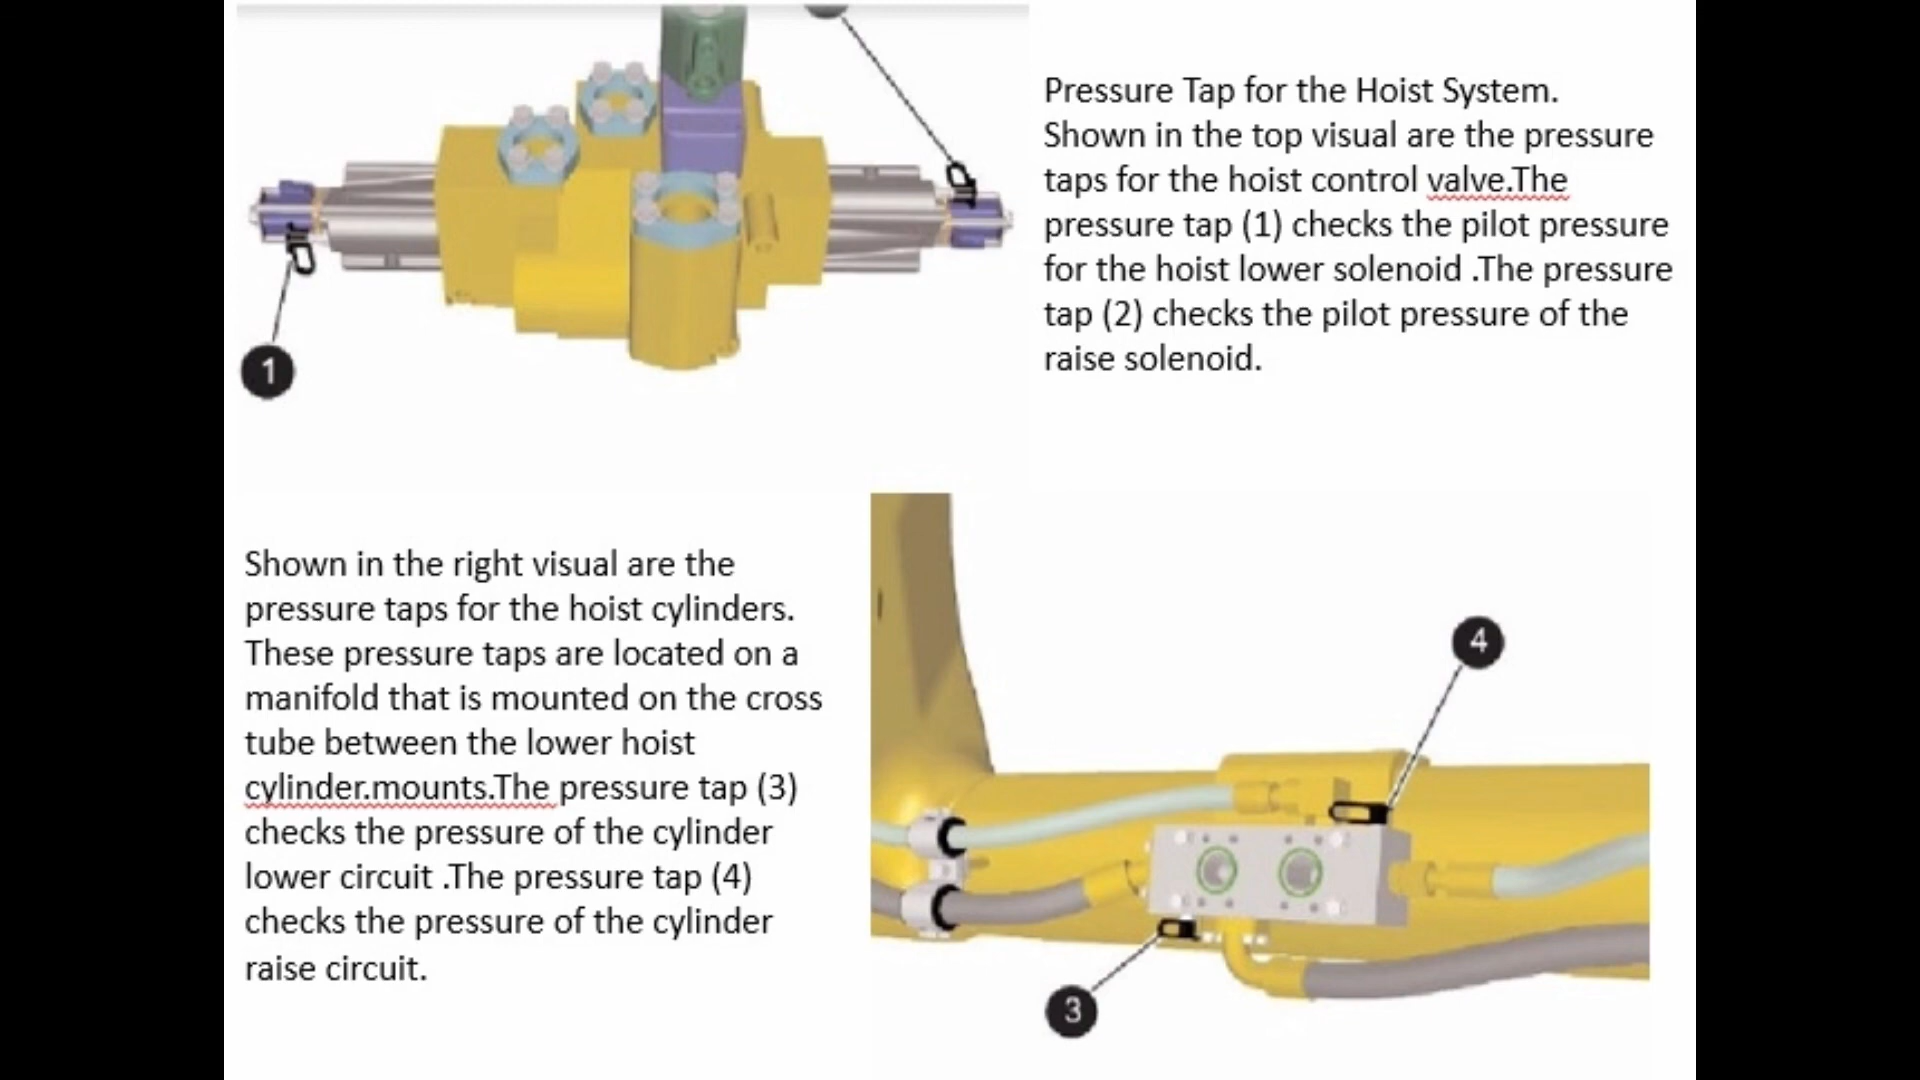 Pressure Tap for the Hoist System.
Shown in the top visual are the pressure
taps for the hoist control valve.The
pressure tap (1) checks the pilot pressure
for the hoist lower solenoid .The pressure
tap (2) checks the pilot pressure of the
raise solenoid.
1
Shown in the right visual are the
pressure taps for the hoist cylinders.
These pressure taps are located on a
manifold that is mounted on the cross
tube between the lower hoist
cylinder.mounts.The pressure tap (3)
checks the pressure of the cylinder
lower circuit .The pressure tap (4)
checks the pressure of the cylinder
raise circuit.
4
3